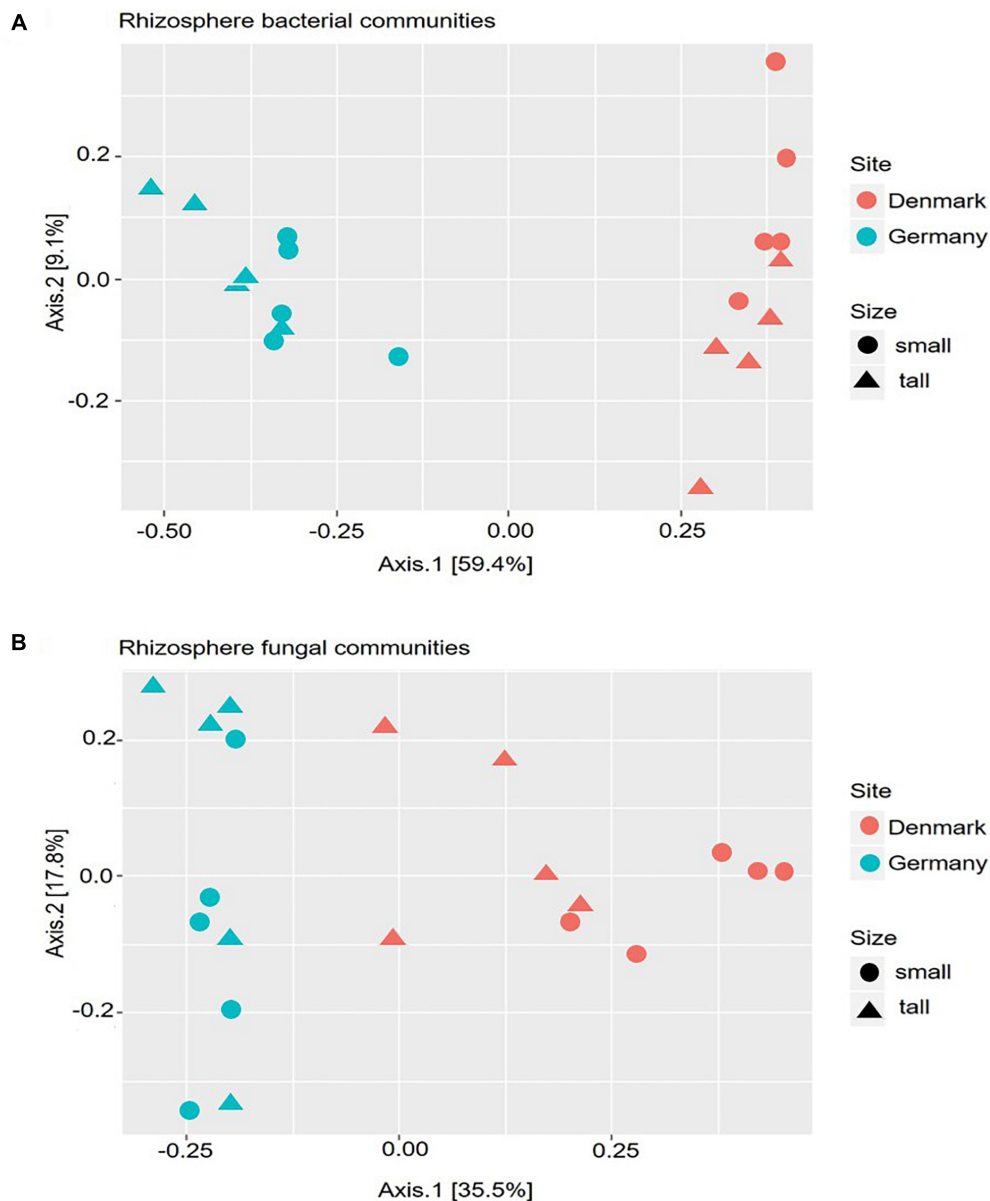 A
Rhizosphere bacterial communities
0.2
0.0
-0.2
Axis.2 [9.1%]
-0.50 -0.25 0.00 0.25
Axis.1 [59.4%]
Site
Denmark
Germany
Size
small
tall
B
Rhizosphere fungal communities
0.2
0.0
-0.2
Axis.2 [17.8%]
-0.25 0.00 0.25
Axis.1 [35.5%]
Site
Denmark
Germany
Size
small
tall